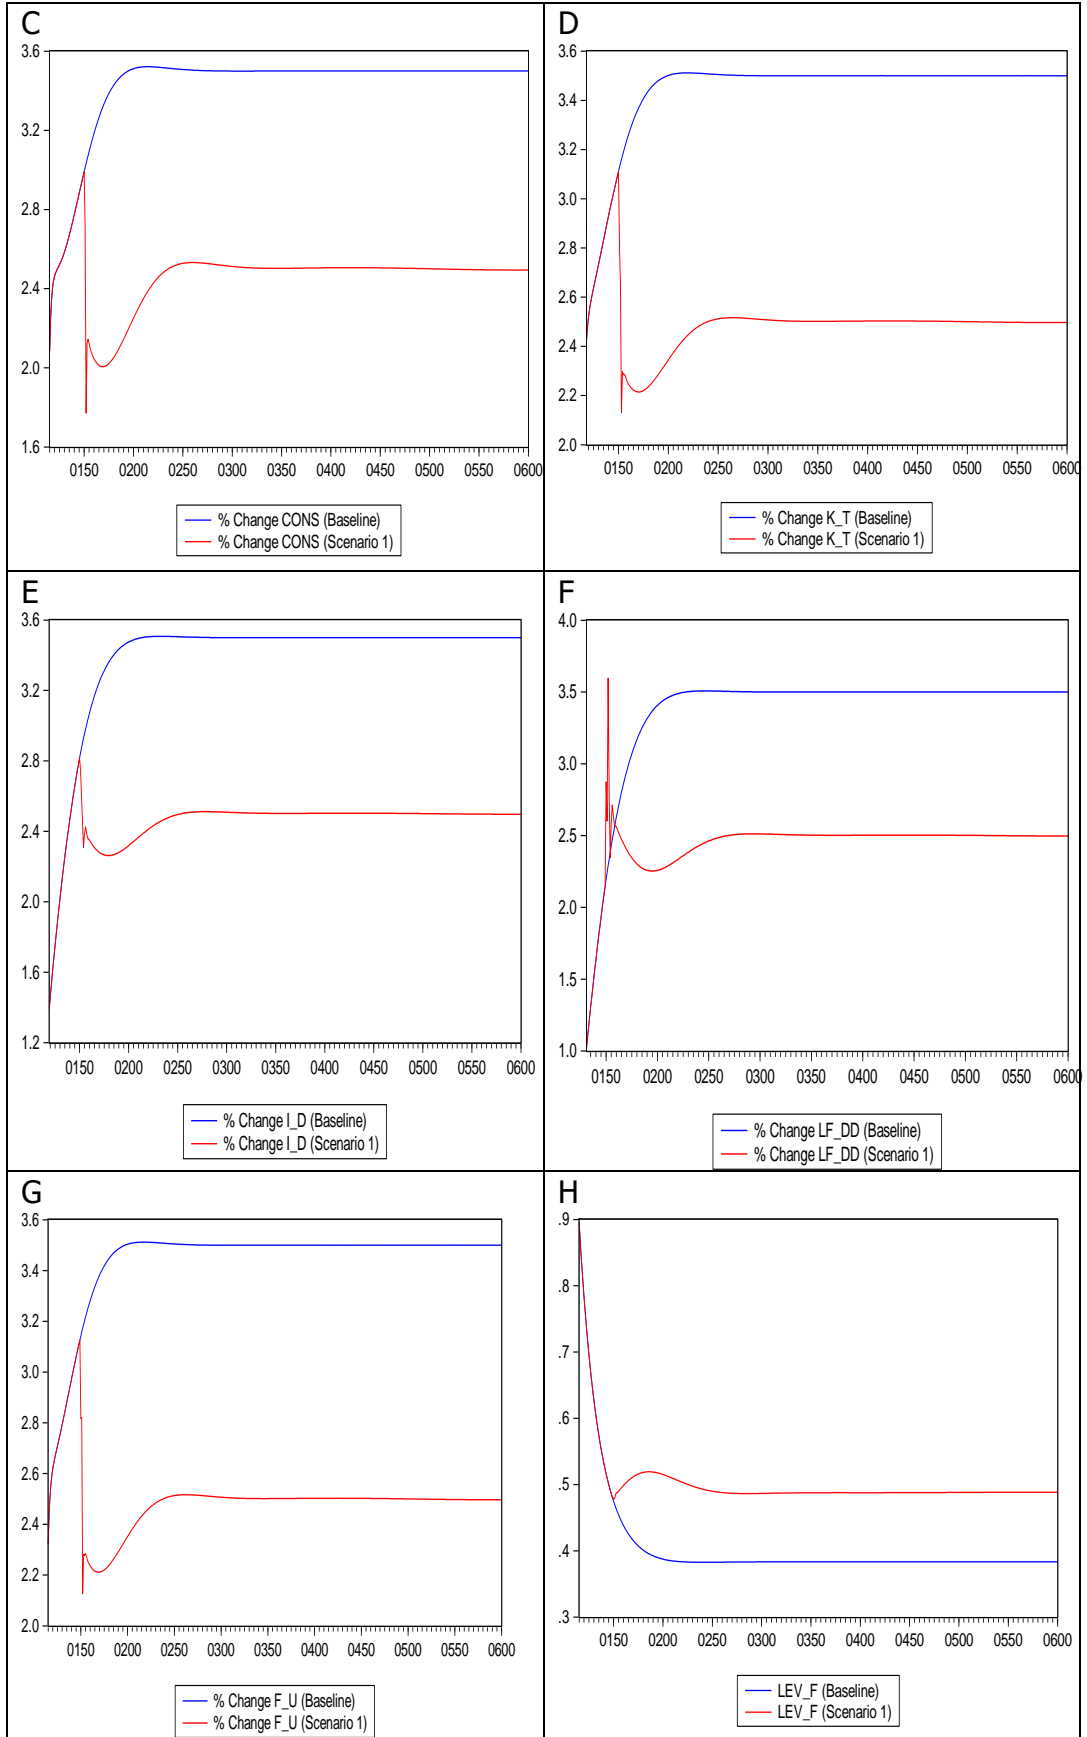 C
3.6
3.2
2.8
2.4
2.0
1.6
0150 0200 0250 0300 0350 0400 0450 0500 0550 0600
% Change CONS (Baseline)
% Change CONS (Scenario 1)
D
3.6
3.4
3.2
3.0
2.8
2.6
2.4
2.2
2.0
0150 0200 0250 0300 0350 0400 0450 0500 0550 0600
% Change K_T (Baseline)
% Change K_T (Scenario 1)
E
3.6
3.2
2.8
2.4
2.0
1.6
1.2
0150 0200 0250 0300 0350 0400 0450 0500 0550 0600
% Change I_D (Baseline)
% Change I_D (Scenario 1)
F
4.0
3.5
3.0
2.5
2.0
1.5
1.0
0150 0200 0250 0300 0350 0400 0450 0500 0550 0600
% Change LF_DD (Baseline)
% Change LF_DD (Scenario 1)
G
3.6
3.4
3.2
3.0
2.8
2.6
2.4
2.2
2.0
0150 0200 0250 0300 0350 0400 0450 0500 0550 0600
% Change F_U (Baseline)
% Change F_U (Scenario 1)
H
.9
.8
.7
.6
.5
.4
.3
0150 0200 0250 0300 0350 0400 0450 0500 0550 0600
LEV_F (Baseline)
LEV_F (Scenario 1)